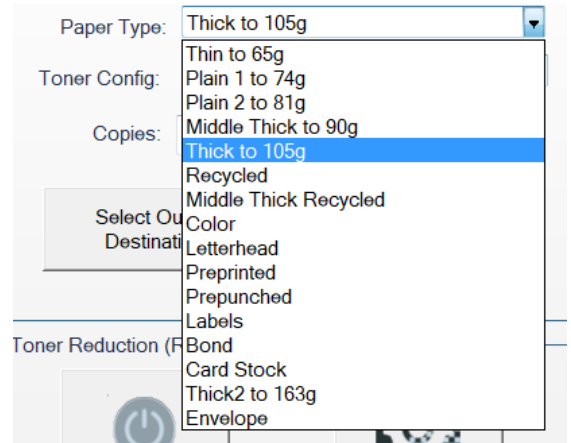 Paper Type: Thick to 105g
Thin to 65g
Toner Config: Plain 1 to 74g
Plain 2 to 81g
Copies: Middle Thick to 90g
Thick to 105g
Recycled
Middle Thick Recycled
Select
Color
Letterhead
Preprinted
Prepunched
Labels
Toner Reduction
Bond
Card Stock
Thick2 to 163g
Envelope